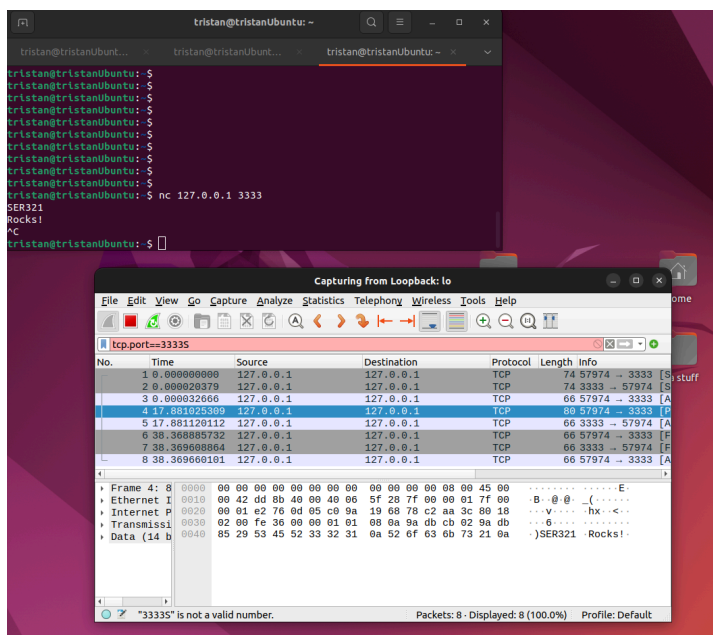 tristan@tristanUbuntu: ~
tristan@tristanUbunt... tristan@tristanUbunt... tristan@tristanUbuntu: ~
tristan@tristanUbuntu:~$
tristan@tristanUbuntu:~$
tristan@tristanUbuntu:~$
tristan@tristanUbuntu:~$
tristan@tristanUbuntu:~$
tristan@tristanUbuntu:~$
tristan@tristanUbuntu:~$
tristan@tristanUbuntu:~$
tristan@tristanUbuntu:~$
tristan@tristanUbuntu:~$
tristan@tristanUbuntu:~$ nc 127.0.0.1 3333
SER321
Rocks!
^C
tristan@tristanUbuntu:~$
ome
stuff
Capturing from Loopback: lo
File Edit View Go Capture Analyze Statistics Telephony Wireless Tools Help
tcp.port==3333S
No. Time Source Destination Protocol Length Info
1 0.000000000 127.0.0.1 127.0.0.1 TCP 74 57974 → 3333 [S
2 0.000020379 127.0.0.1 127.0.0.1 TCP 74 3333 → 57974 [S
3 0.000032666 127.0.0.1 127.0.0.1 TCP 66 57974 → 3333 [A
4 17.881025309 127.0.0.1 127.0.0.1 TCP 80 57974 → 3333 [P
5 17.881120112 127.0.0.1 127.0.0.1 TCP 66 3333 → 57974 [A
6 38.368885732 127.0.0.1 127.0.0.1 TCP 66 57974 → 3333 [F
7 38.369608864 127.0.0.1 127.0.0.1 TCP 66 3333 → 57974 [F
8 38.369660101 127.0.0.1 127.0.0.1 TCP 66 57974 → 3333 [A
Frame 4: 8 0000 00 00 00 00 00 00 00 00 00 00 00 00 08 00 45 00 ········ ······E·
Ethernet I 0010 00 42 dd 8b 40 00 40 06 5f 28 7f 00 00 01 7f 00 ·B··@·@· _(······
Internet P 0020 00 01 e2 76 0d 05 c0 9a 19 68 78 c2 aa 3c 80 18 ···v···· ·hx··<··
Transmissi 0030 02 00 fe 36 00 00 01 01 08 0a 9a db cb 02 9a db ···6···· ········
Data (14 b 0040 85 29 53 45 52 33 32 31 0a 52 6f 63 6b 73 21 0a ·)SER321 ·Rocks!·
"3333S" is not a valid number. Packets: 8 · Displayed: 8 (100.0%) Profile: Default